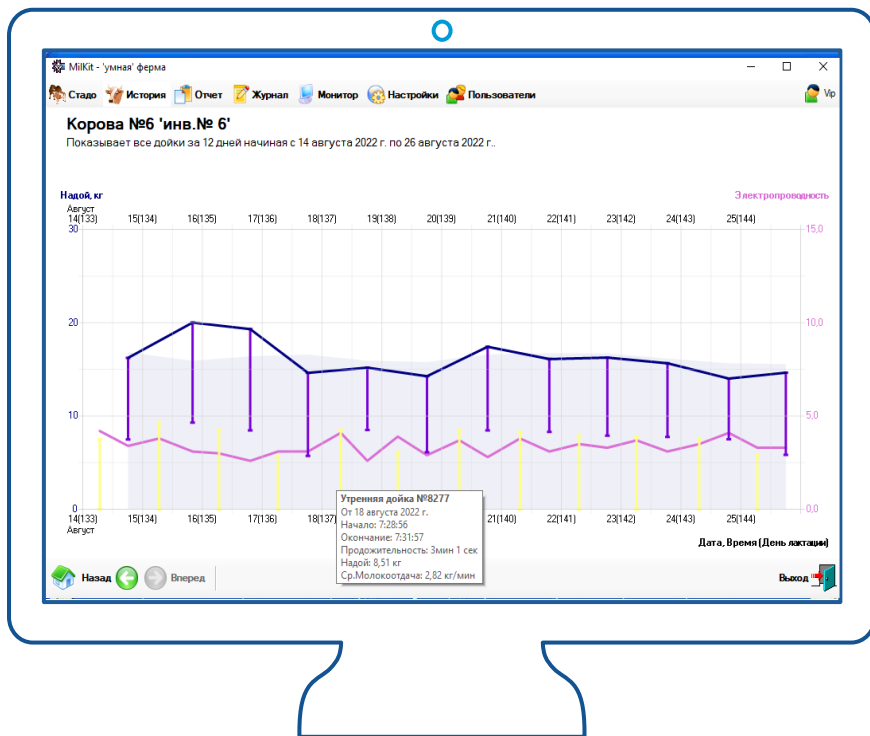 MilKit - 'умная' ферма
Стадо История Отчет Журнал Монитор Настройки Пользователи Vip
Корова №6 'инв.№ 6'
Показывает все дойки за 12 дней начиная с 14 августа 2022 г. по 26 августа 2022 г..
Надой, кг Электропроводность
Август
14(133) 15(134) 16(135) 17(136) 18(137) 19(138) 20(139) 21(140) 22(141) 23(142) 24(143) 25(144)
30 15,0
20 10,0
10 5,0
0 0,0
14(133) 15(134) 16(135) 17(136) 18(137) 21(140) 22(141) 23(142) 24(143) 25(144)
Август
Утренняя дойка №8277
От 18 августа 2022 г.
Начало: 7:28:56
Окончание: 7:31:57
Продожительность: 3мин 1 сек
Надой: 8,51 кг
Ср.Молокоотдача: 2,82 кг/мин
Дата, Время (День лактации)
Назад Вперед Выход